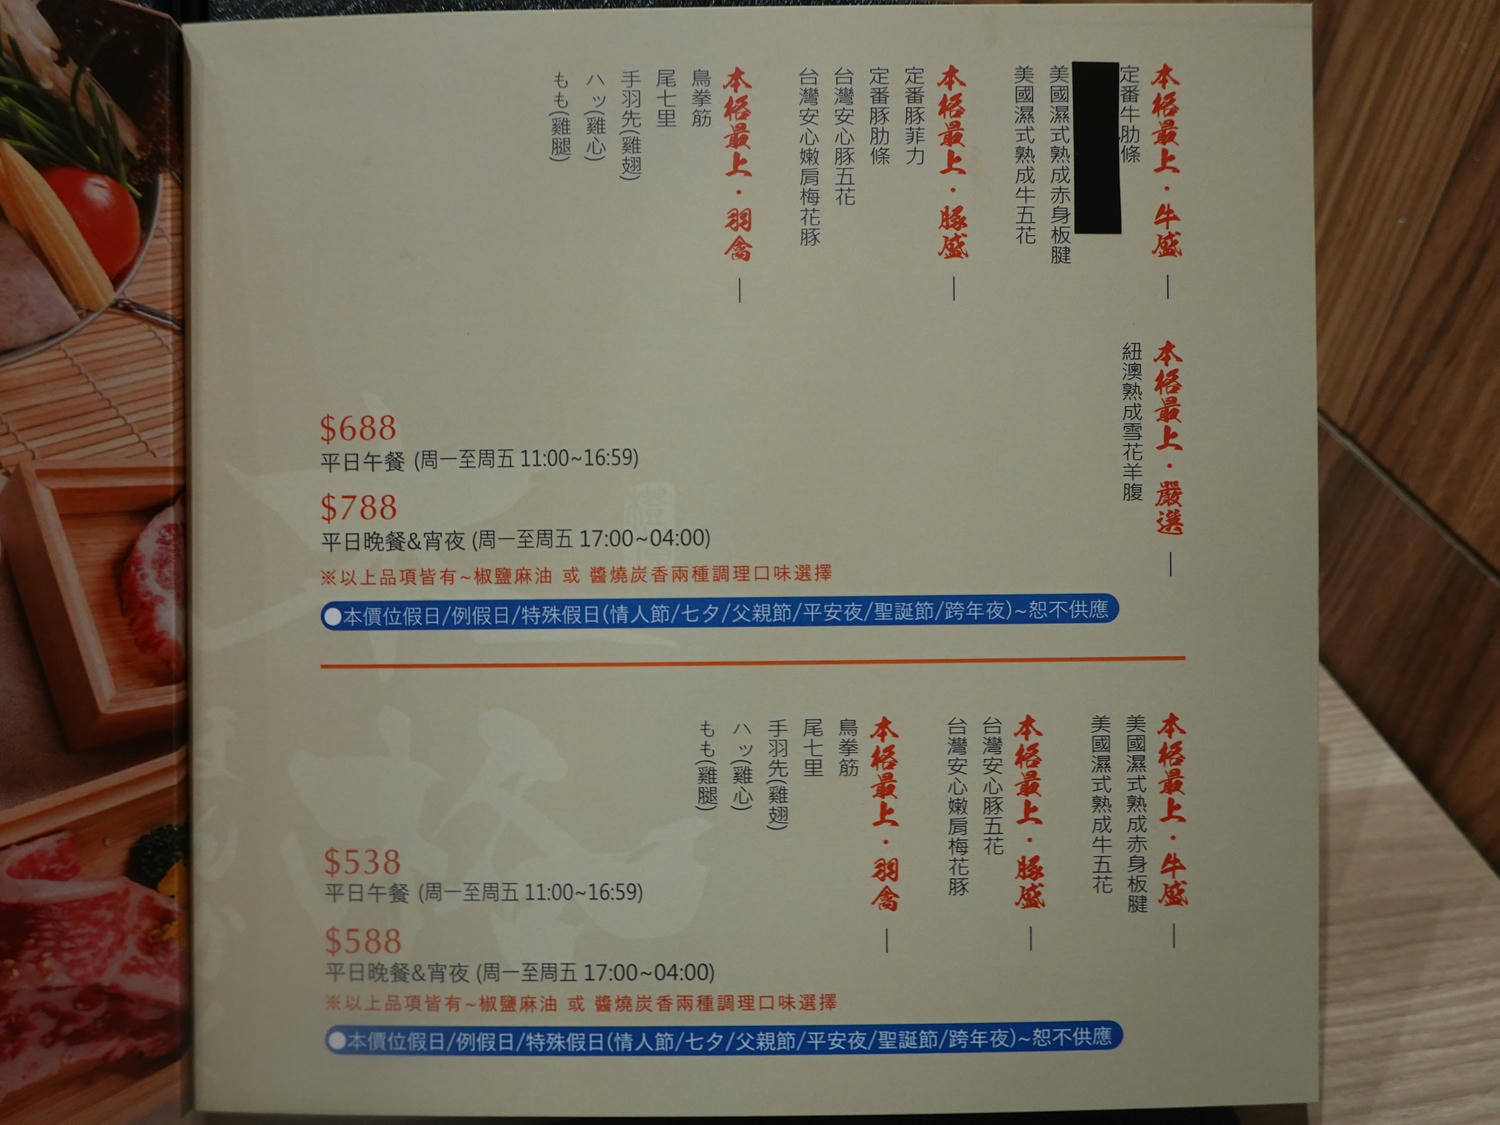 本格最上・牛盛
定番牛肋條
美國濕式熟成赤身板腱
美國濕式熟成牛五花
本格最上・豚盛
定番豚菲力
定番豚肋條
台灣安心豚五花
台灣安心嫩肩梅花豚
本格最上・羽禽
鳥拳筋
尾七里
手羽先(雞翅)
ハッ(雞心)
もも(雞腿)
本格最上・嚴選
紐澳熟成雪花羊腹
$688
平日午餐 (周一至周五 11:00~16:59)
$788
平日晚餐&宵夜 (周一至周五 17:00~04:00)
※以上品項皆有~椒鹽麻油 或 醬燒炭香兩種調理口味選擇
●本價位假日/例假日/特殊假日(情人節/七夕/父親節/平安夜/聖誕節/跨年夜)~恕不供應
本格最上・牛盛
美國濕式熟成赤身板腱
美國濕式熟成牛五花
本格最上・豚盛
台灣安心豚五花
台灣安心嫩肩梅花豚
本格最上・羽禽
鳥拳筋
尾七里
手羽先(雞翅)
ハッ(雞心)
もも(雞腿)
$538
平日午餐 (周一至周五 11:00~16:59)
$588
平日晚餐&宵夜 (周一至周五 17:00~04:00)
※以上品項皆有~椒鹽麻油 或 醬燒炭香兩種調理口味選擇
●本價位假日/例假日/特殊假日(情人節/七夕/父親節/平安夜/聖誕節/跨年夜)~恕不供應